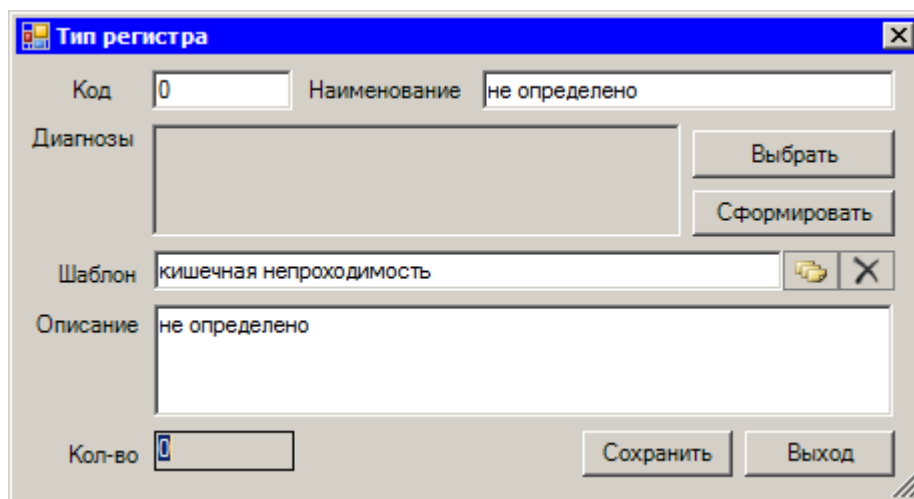 Тип регистра
Код 0 Наименование не определено
Диагнозы
Выбрать
Сформировать
Шаблон кишечная непроходимость
Описание не определено
Кол-во 0 Сохранить Выход